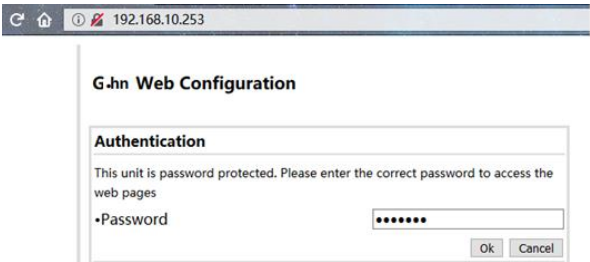 192.168.10.253
G.hn Web Configuration
Authentication
This unit is password protected. Please enter the correct password to access the
web pages
•Password •••••••
Ok Cancel